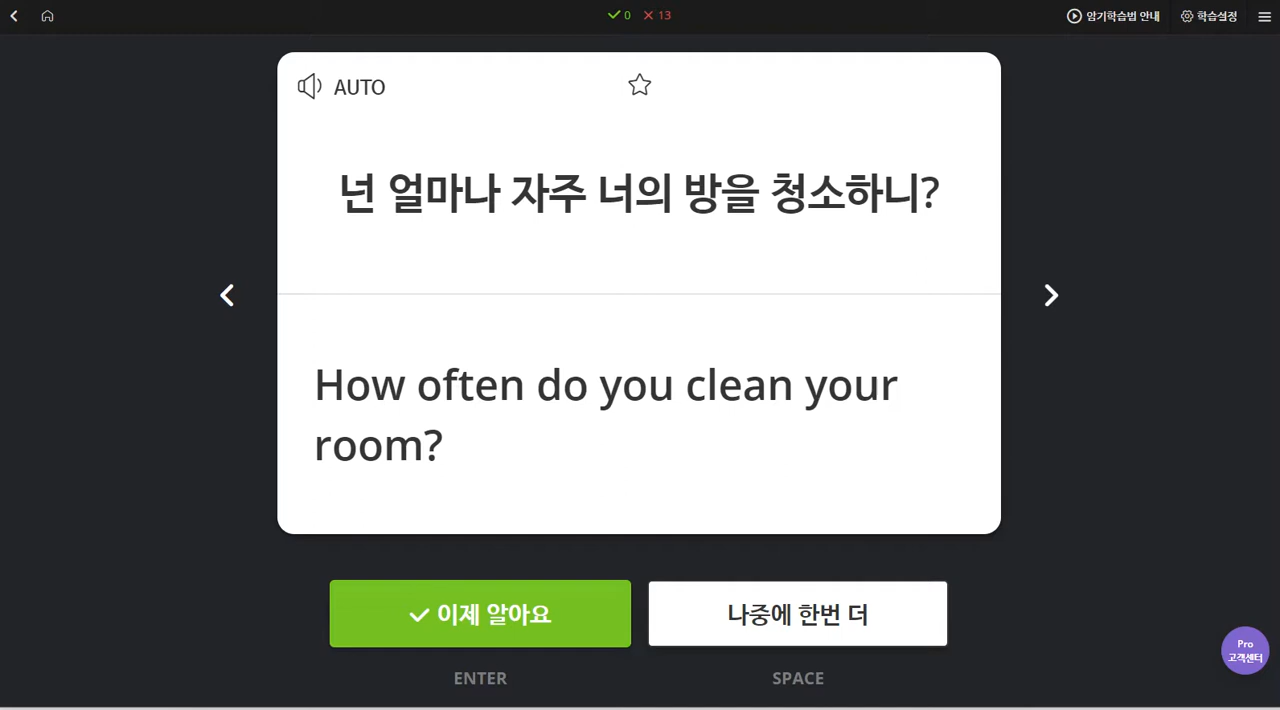 0 13 암기학습법 안내 학습설정
AUTO
넌 얼마나 자주 너의 방을 청소하니?
How often do you clean your
room?
이제 알아요 나중에 한번 더
ENTER SPACE
Pro
고객센터